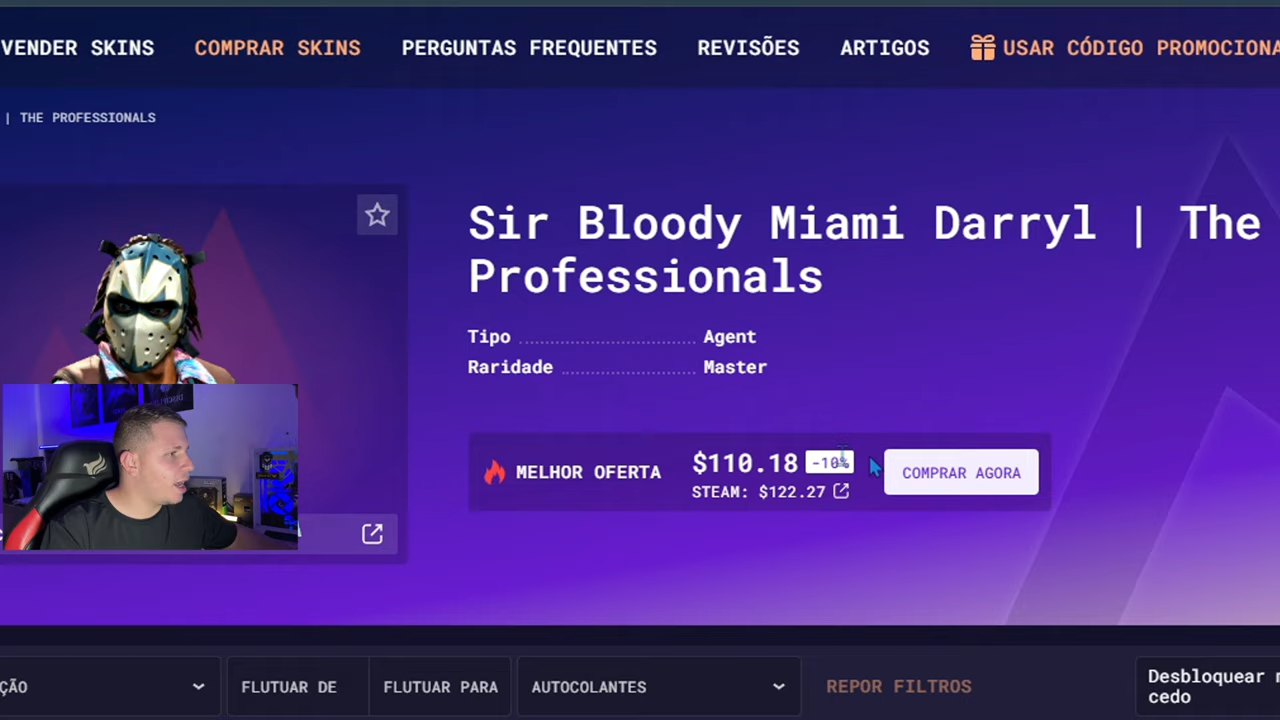 VENDER SKINS COMPRAR SKINS PERGUNTAS FREQUENTES REVISÕES ARTIGOS USAR CÓDIGO PROMOCIONA
| THE PROFESSIONALS
Sir Bloody Miami Darryl | The
Professionals
Tipo Agent
Raridade Master
MELHOR OFERTA $110.18 -10% COMPRAR AGORA
STEAM: $122.27
ÇÃO FLUTUAR DE FLUTUAR PARA AUTOCOLANTES REPOR FILTROS
Desbloquear
cedo